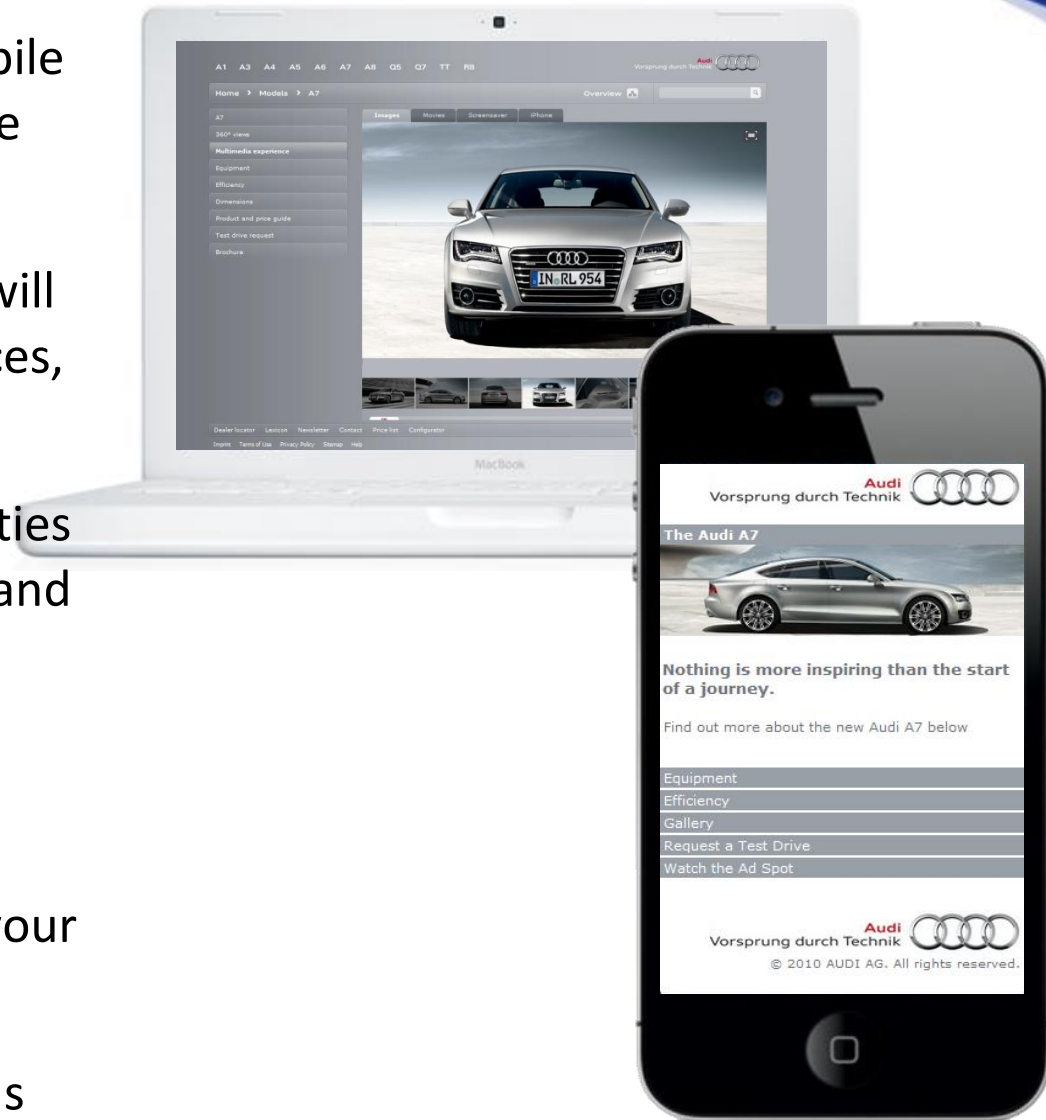 bile
e
will
ces,
ties
and
your
s
A1 A3 A4 A5 A6 A7 A8 Q5 Q7 TT R8
Audi
Vorsprung durch Technik
Home > Models > A7
Overview
A7
360° views
Multimedia experience
Equipment
Efficiency
Dimensions
Product and price guide
Test drive request
Brochure
Images Movies Screensaver iPhone
IN RL 954
Dealer locator Lexicon Newsletter Contact Price list Configurator
Imprint Terms of Use Privacy Policy Sitemap Help
MacBook
Audi
Vorsprung durch Technik
The Audi A7
Nothing is more inspiring than the start
of a journey.
Find out more about the new Audi A7 below
Equipment
Efficiency
Gallery
Request a Test Drive
Watch the Ad Spot
Audi
Vorsprung durch Technik
© 2010 AUDI AG. All rights reserved.